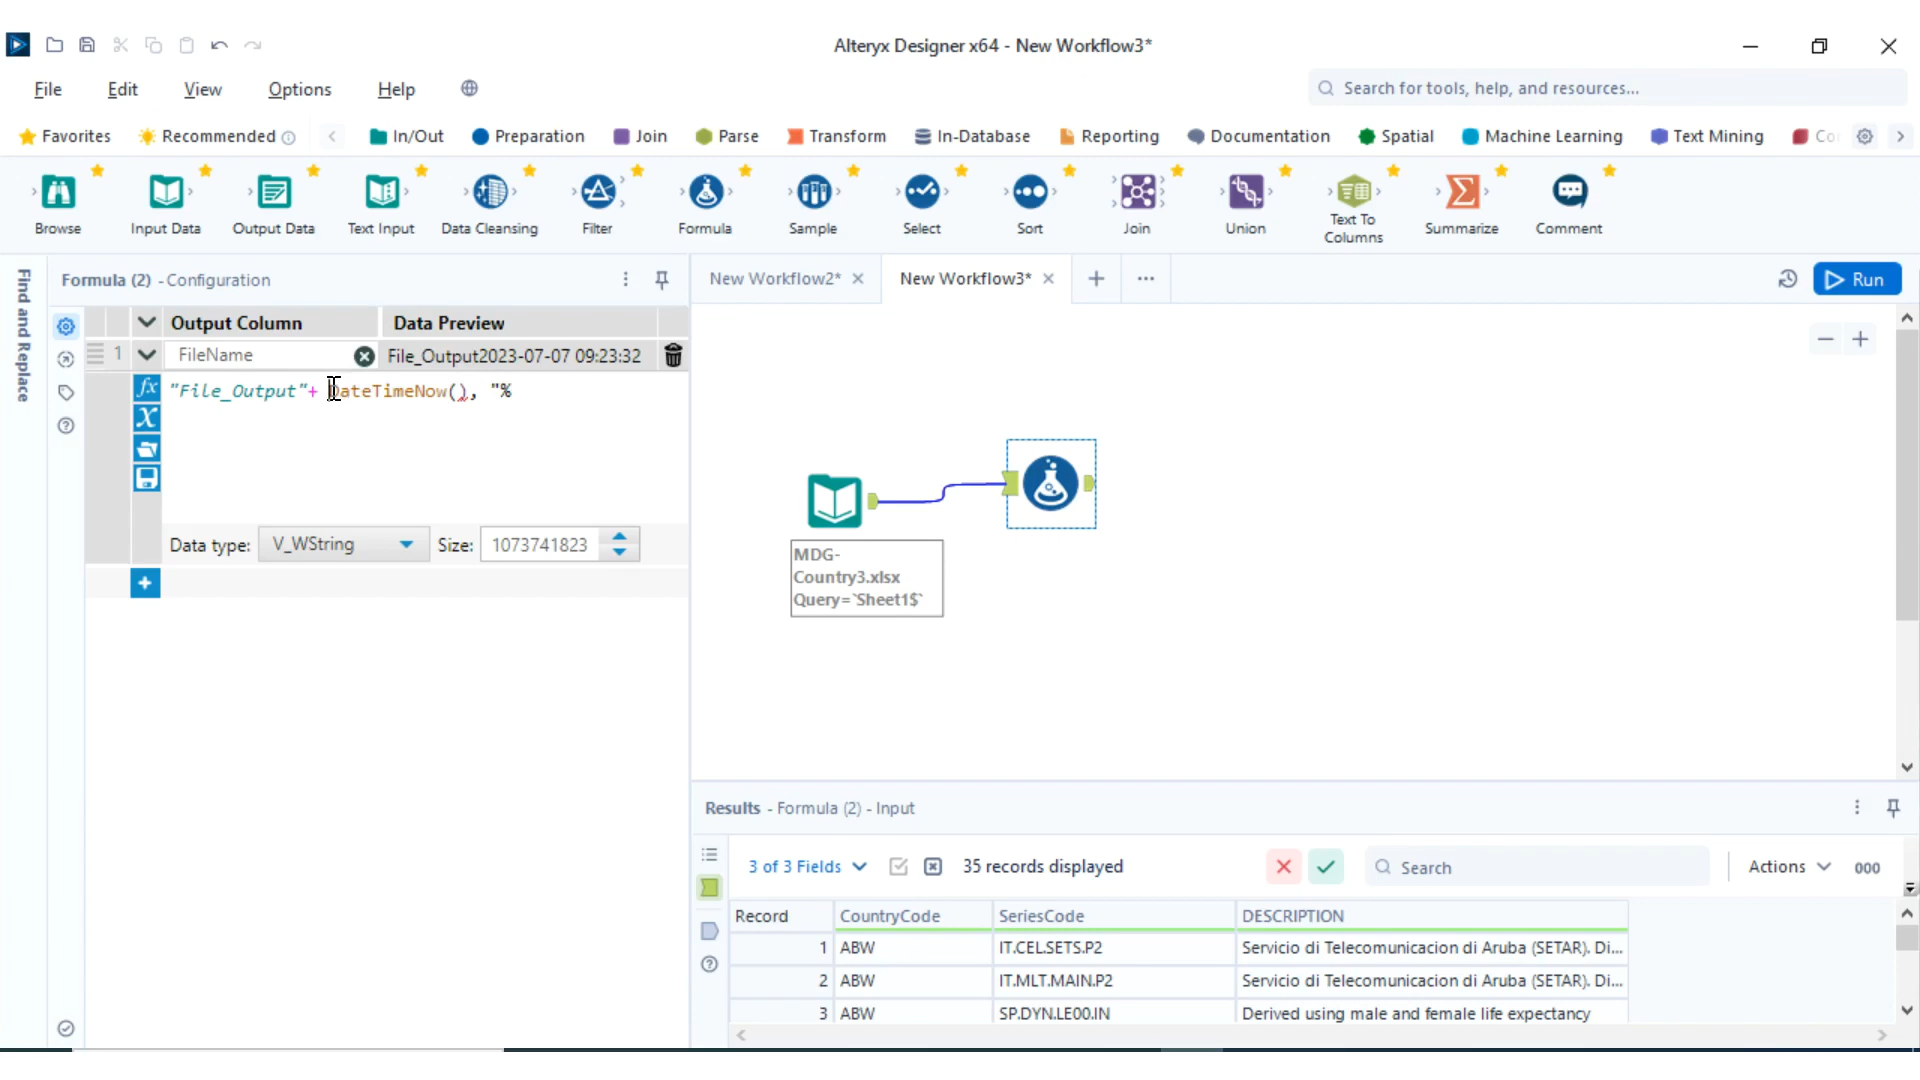 Alteryx Designer x64 - New Workflow3*
File Edit View Options Help
Search for tools, help, and resources...
Favorites Recommended In/Out Preparation Join Parse Transform In-Database Reporting Documentation Spatial Machine Learning Text Mining Co
Browse Input Data Output Data Text Input Data Cleansing Filter Formula Sample Select Sort Join Union Text To Columns Summarize Comment
Find and Replace
Formula (2) - Configuration
New Workflow2* New Workflow3* Run
Output Column Data Preview
1 FileName File_Output2023-07-07 09:23:32
"File_Output"+ DateTimeNow(), "%
Data type: V_WString Size: 1073741823
MDG-
Country3.xlsx
Query=`Sheet1$`
Results - Formula (2) - Input
3 of 3 Fields 35 records displayed Search Actions 000
Record CountryCode SeriesCode DESCRIPTION
1 ABW IT.CEL.SETS.P2 Servicio di Telecomunicacion di Aruba (SETAR). Di...
2 ABW IT.MLT.MAIN.P2 Servicio di Telecomunicacion di Aruba (SETAR). Di...
3 ABW SP.DYN.LE00.IN Derived using male and female life expectancy